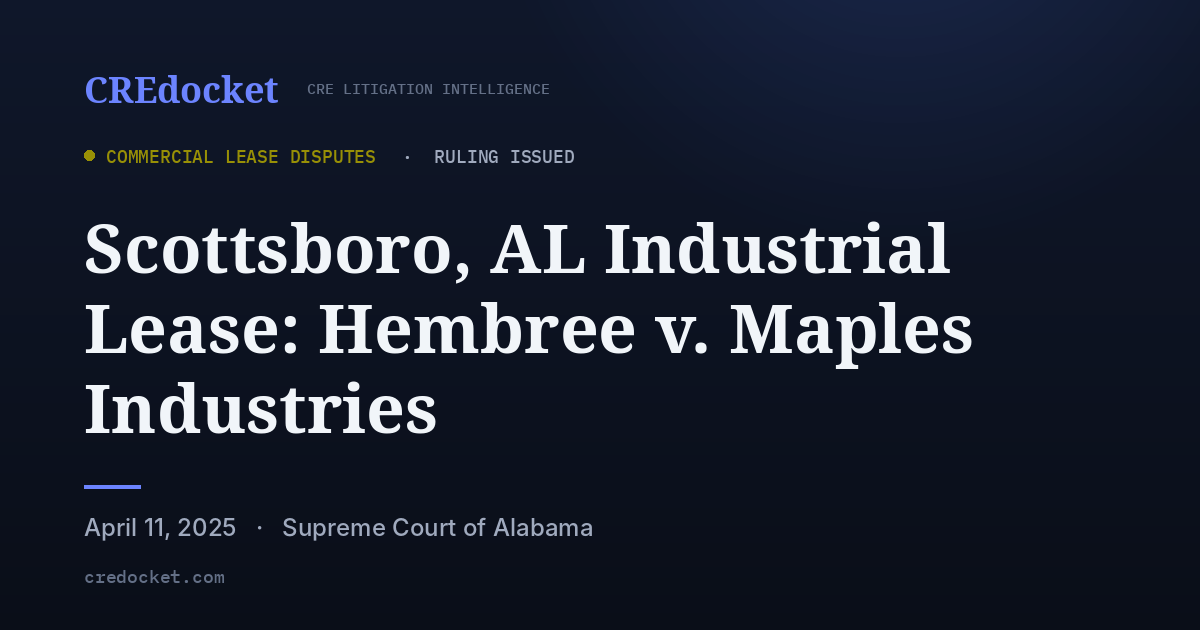 CREdocket CRE LITIGATION INTELLIGENCE
COMMERCIAL LEASE DISPUTES · RULING ISSUED
Scottsboro, AL Industrial
Lease: Hembree v. Maples
Industries
April 11, 2025 · Supreme Court of Alabama
credocket.com